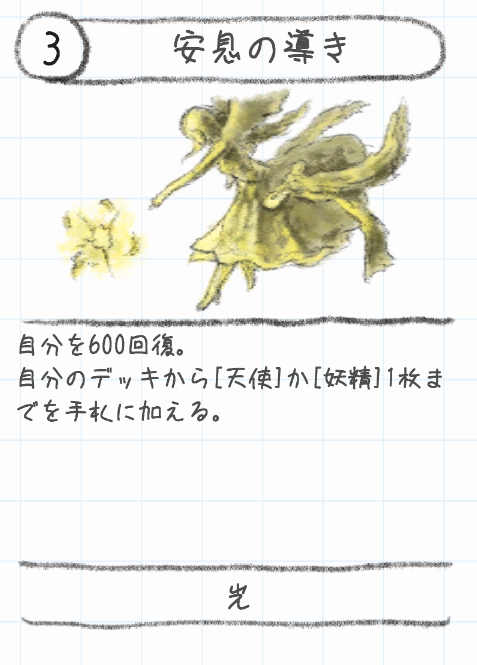 3
安息の導き
自分を600回復。
自分のデッキから[天使]か[妖精]1枚ま
でを手札に加える。
光